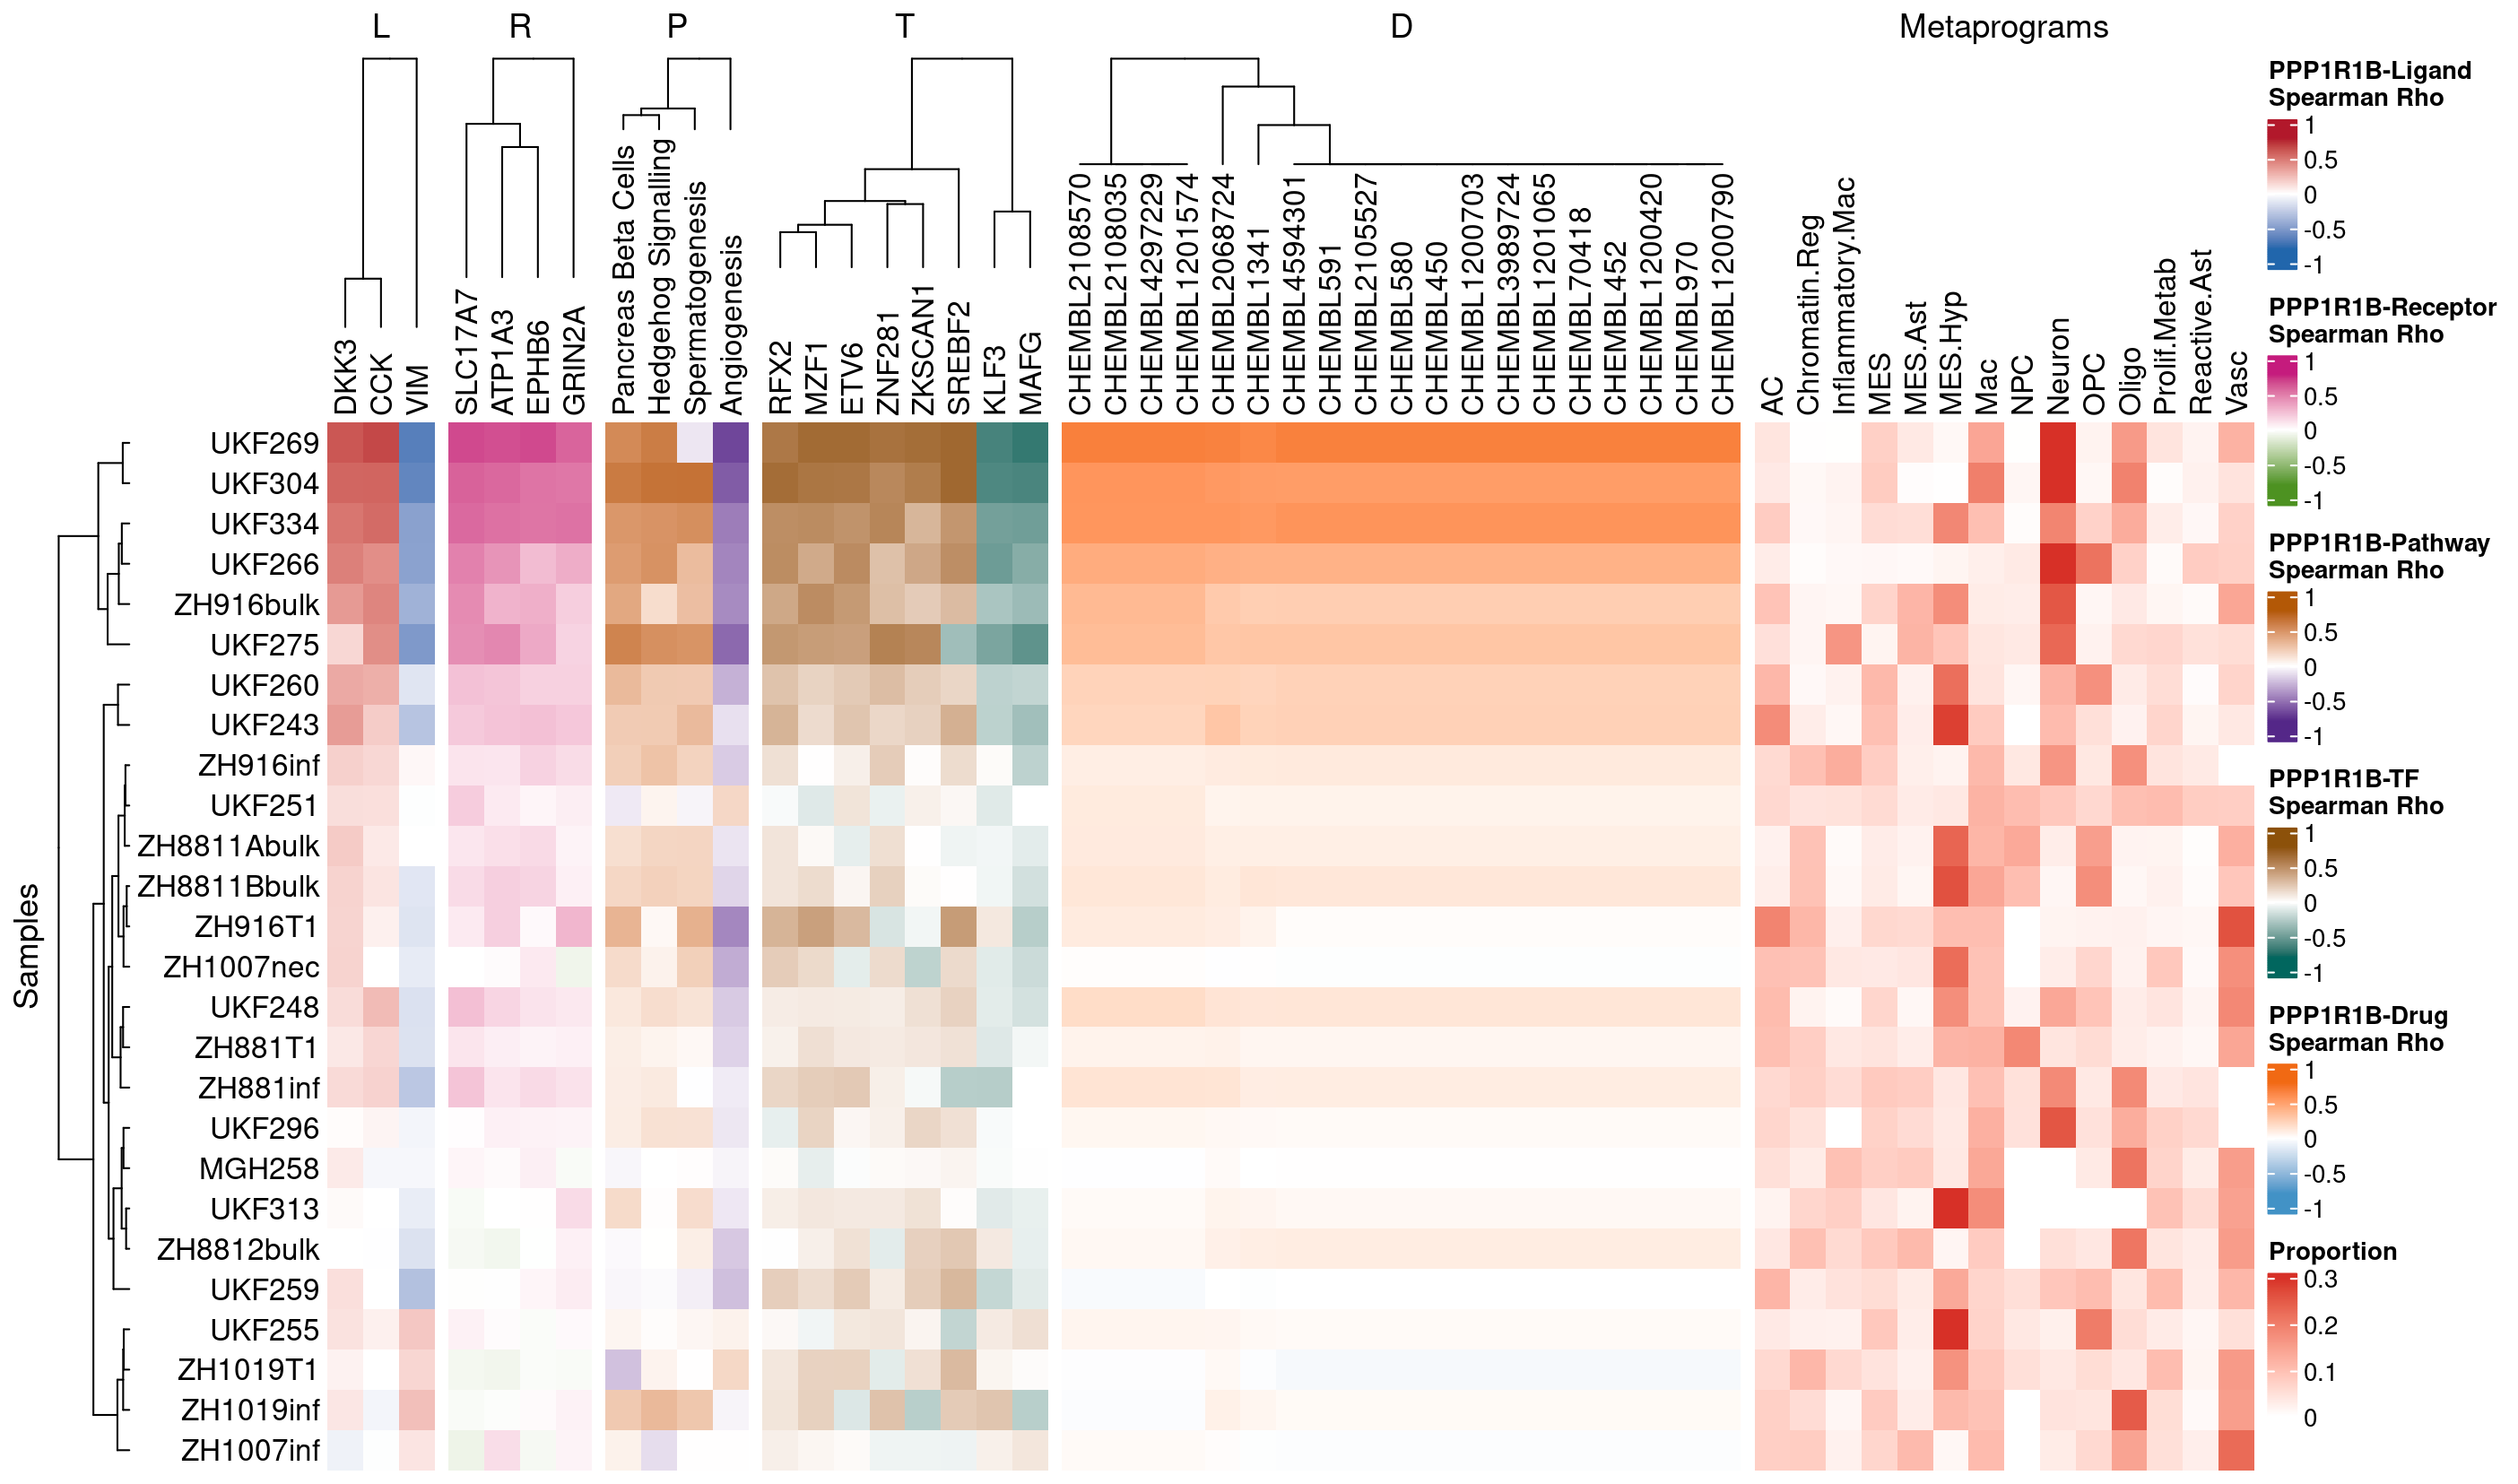 L R P T D Metaprograms
DKK3
CCK
VIM
SLC17A7
ATP1A3
EPHB6
GRIN2A
Pancreas Beta Cells
Hedgehog Signalling
Spermatogenesis
Angiogenesis
RFX2
MZF1
ETV6
ZNF281
ZKSCAN1
SREBF2
KLF3
MAFG
CHEMBL2108570
CHEMBL2108035
CHEMBL4297229
CHEMBL1201574
CHEMBL2068724
CHEMBL1341
CHEMBL4594301
CHEMBL591
CHEMBL2105527
CHEMBL580
CHEMBL450
CHEMBL1200703
CHEMBL3989724
CHEMBL1201065
CHEMBL70418
CHEMBL452
CHEMBL1200420
CHEMBL970
CHEMBL1200790
AC
Chromatin.Reg
Inflammatory.Mac
MES
MES.Ast
MES.Hyp
Mac
NPC
Neuron
OPC
Oligo
Prolif.Metab
Reactive.Ast
Vasc
Samples
UKF269
UKF304
UKF334
UKF266
ZH916bulk
UKF275
UKF260
UKF243
ZH916inf
UKF251
ZH8811Abulk
ZH8811Bbulk
ZH916T1
ZH1007nec
UKF248
ZH881T1
ZH881inf
UKF296
MGH258
UKF313
ZH8812bulk
UKF259
UKF255
ZH1019T1
ZH1019inf
ZH1007inf
PPP1R1B-Ligand
Spearman Rho
1
0.5
0
-0.5
-1
PPP1R1B-Receptor
Spearman Rho
1
0.5
0
-0.5
-1
PPP1R1B-Pathway
Spearman Rho
1
0.5
0
-0.5
-1
PPP1R1B-TF
Spearman Rho
1
0.5
0
-0.5
-1
PPP1R1B-Drug
Spearman Rho
1
0.5
0
-0.5
-1
Proportion
0.3
0.2
0.1
0